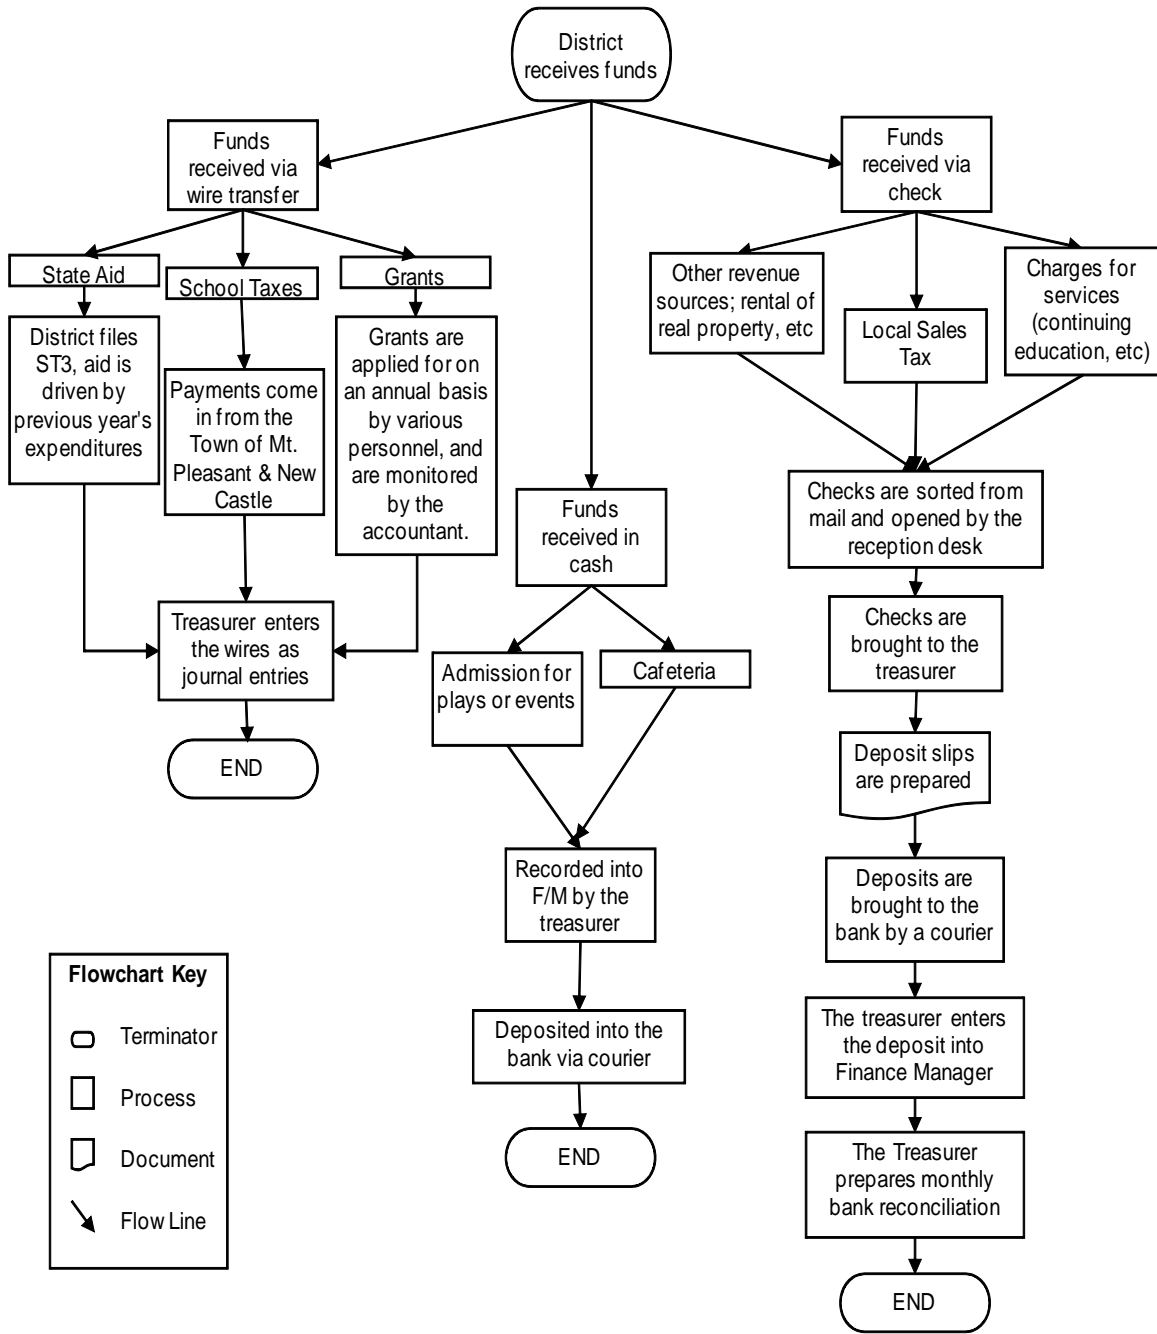 District
receives funds
Funds
received via
wire transfer
Funds
received via
check
State Aid
School Taxes
Grants
Other revenue
sources; rental of
real property, etc
Local Sales
Tax
Charges for
services
(continuing
education, etc)
District files
ST3, aid is
driven by
previous year's
expenditures
Payments come
in from the
Town of Mt.
Pleasant & New
Castle
Grants are
applied for on
an annual basis
by various
personnel, and
are monitored
by the
accountant.
Treasurer enters
the wires as
journal entries
END
Funds
received in
cash
Admission for
plays or events
Cafeteria
Recorded into
F/M by the
treasurer
Deposited into the
bank via courier
END
Checks are sorted from
mail and opened by the
reception desk
Checks are
brought to the
treasurer
Deposit slips
are prepared
Deposits are
brought to the
bank by a courier
The treasurer enters
the deposit into
Finance Manager
The Treasurer
prepares monthly
bank reconciliation
END
Flowchart Key
Terminator
Process
Document
Flow Line